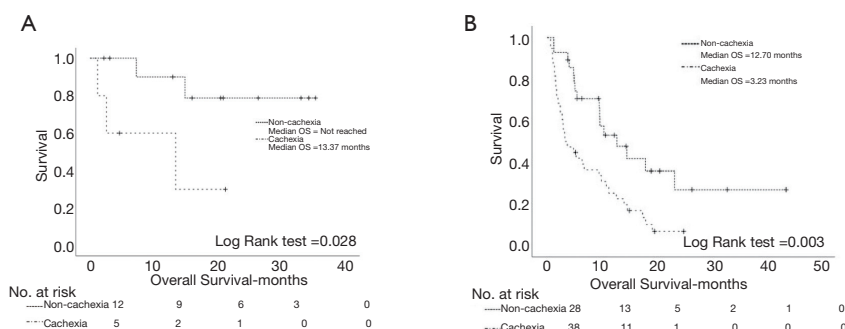 A
1.0
0.8
0.6
0.4
0.2
0.0
Survival
Non-cachexia
Median OS = Not reached
Cachexia
Median OS =13.37 months
Log Rank test =0.028
0 10 20 30 40
Overall Survival-months
No. at risk
Non-cachexia 12 9 6 3 0
Cachexia 5 2 1 0 0
B
1.0
0.8
0.6
0.4
0.2
0.0
Survival
Non-cachexia
Median OS =12.70 months
Cachexia
Median OS =3.23 months
Log Rank test =0.003
0 10 20 30 40 50
Overall Survival-months
No. at risk
Non-cachexia 28 13 5 2 1 0
Cachexia 38 11 1 0 0 0